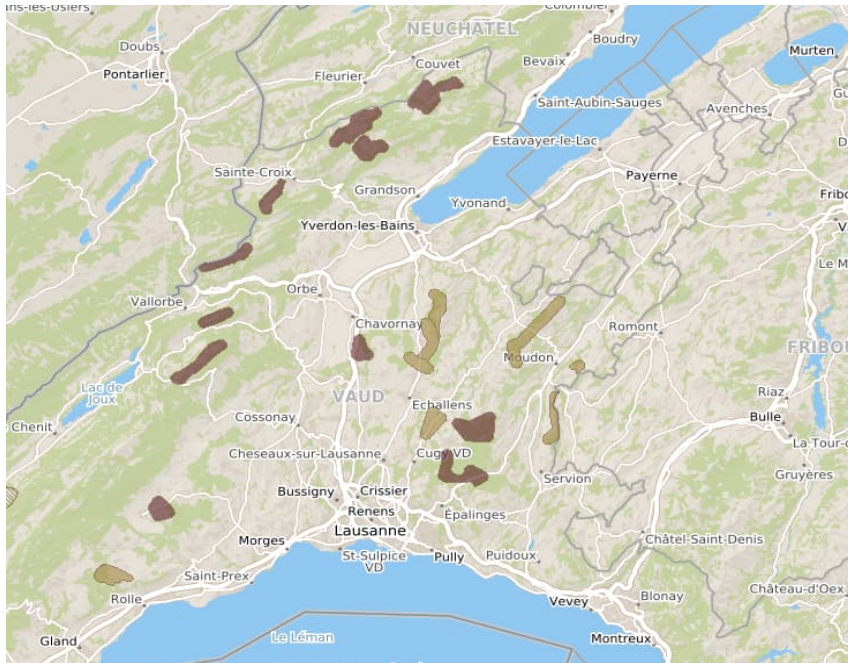 ns-les-Usiers
Colombier
NEUCHÂTEL
Boudry
Doubs
Couvet
Bevaix
Murten
Pontarlier
Fleurier
Saint-Aubin-Sauges
Avenches
Estavayer-le-Lac
Sainte-Croix
Payerne
Grandson
Yvonand
Fribo
Yverdon-les-Bains
Le M
Orbe
Vallorbe
Chavornay
Romont
Moudon
FRIBOU
Lac de
Joux
VAUD
Echallens
Riaz
Chenit
Cossonay
Bulle
La Tour-d
Cheseaux-sur-Lausanne
Cugy VD
Gruyères
Servion
Bussigny
Crissier
Renens
Épalinges
Lausanne
Morges
Châtel-Saint-Denis
St-Sulpice
VD
Pully
Puidoux
Saint-Prex
Château-d'Oex
Rolle
Vevey
Blonay
Gland
Le Léman
Montreux